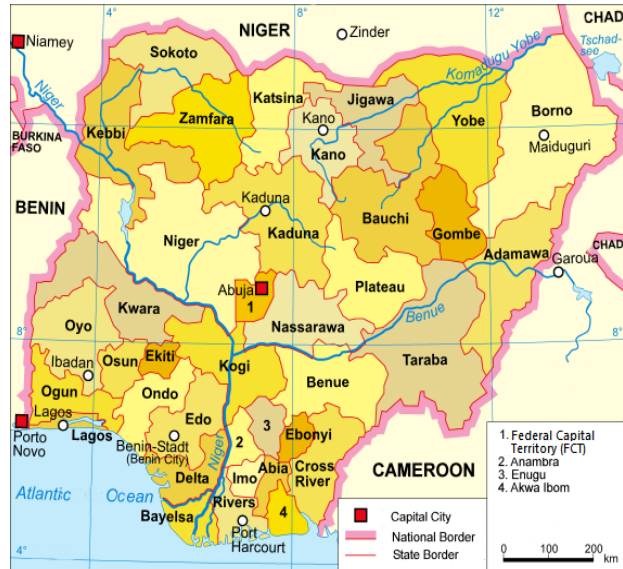 12°
CHAD
NIGER
Zinder
Niamey
Sokoto
Tschad-
see
Komadugu Yobe
Niger
Katsina
Jigawa
Zamfara
Kano
Yobe
Borno
Kebbi
BURKINA
FASO
Kano
Maiduguri
12°
BENIN
Kaduna
Bauchi
Niger
Kaduna
Gombe
Adamawa
CHAD
Garoua
Abuja
1
Plateau
Kwara
Nassarawa
Benue
Oyo
8°
Taraba
Ibadan
Osun
Ekiti
Kogi
Benue
Ogun
Ondo
Edo
3
Ebonyi
Lagos
Lagos
Porto
Novo
Benin-Stadt
(Benin City)
2
Niger
Abia
Cross
River
CAMEROON
Imo
Delta
Atlantic
Ocean
Rivers
4
Bayelsa
Port
Harcourt
4°
4°
8°
1. Federal Capital
Territory (FCT)
2. Anambra
3. Enugu
4. Akwa Ibom
Capital City
National Border
State Border
0 100 200
km